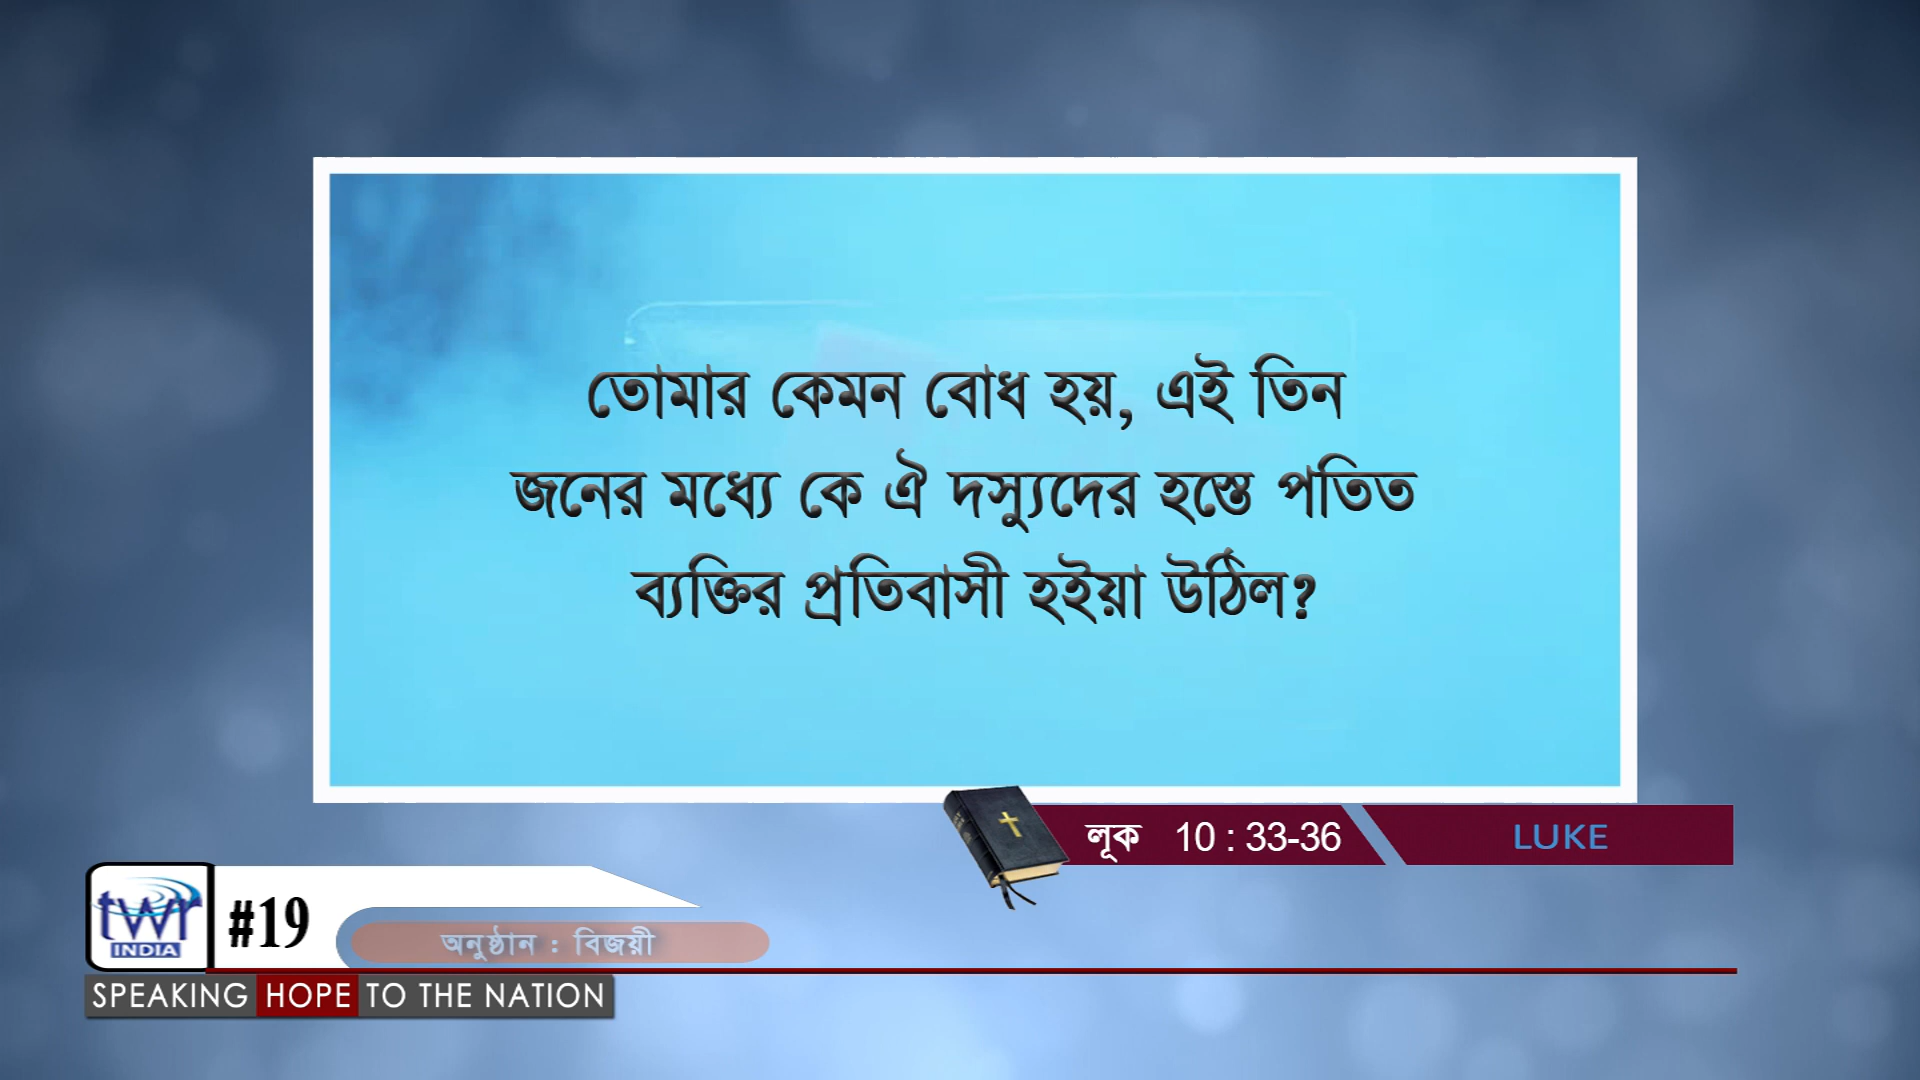 তোমার কেমন বোধ হয়, এই তিন
জনের মধ্যে কে ঐ দস্যুদের হস্তে পতিত
ব্যক্তির প্রতিবাসী হইয়া উঠিল?
লূক 10 : 33-36
LUKE
twr
INDIA
#19
অনুষ্ঠান : বিজয়ী
SPEAKING HOPE TO THE NATION